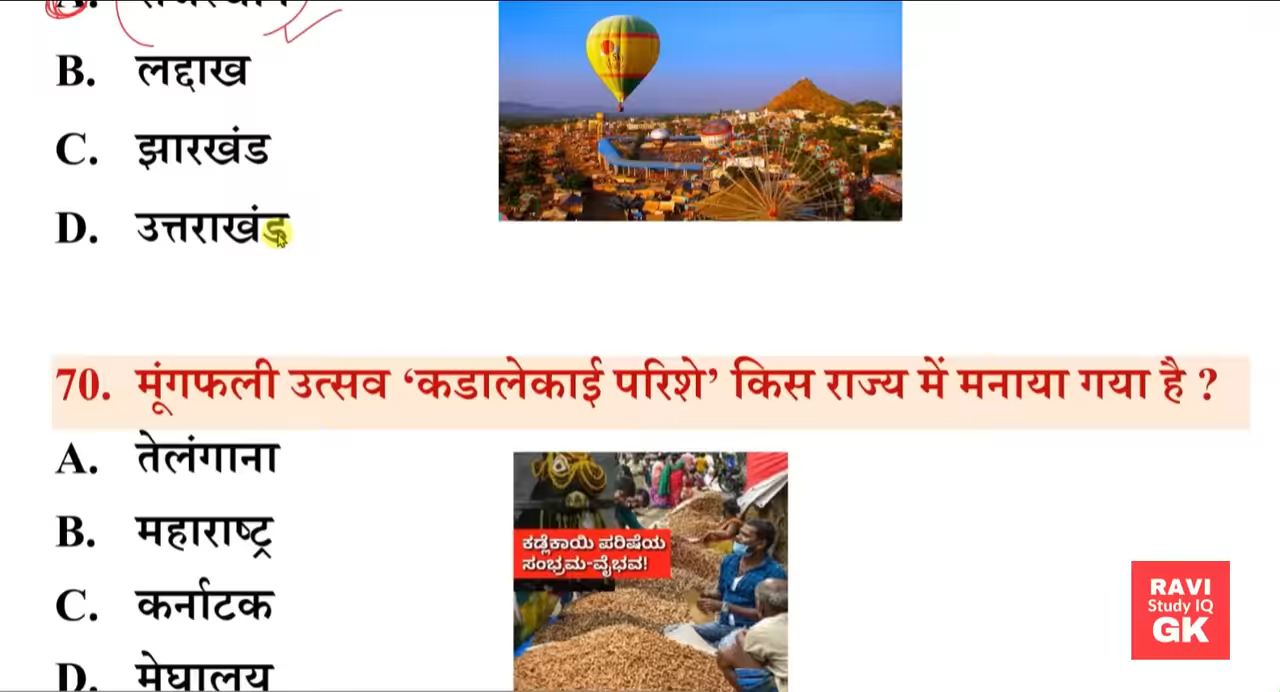 A. राजस्थान
B. लद्दाख
C. झारखंड
D. उत्तराखंड
70. मूंगफली उत्सव ‘कडालेकाई परिशे’ किस राज्य में मनाया गया है ?
A. तेलंगाना
B. महाराष्ट्र
C. कर्नाटक
D. मेघालय
ಕಡ್ಲೆಕಾಯಿ ಪರಿಷೆಯ
ಸಂಭ್ರಮ-ವೈಭವ!
RAVI
Study IQ
GK